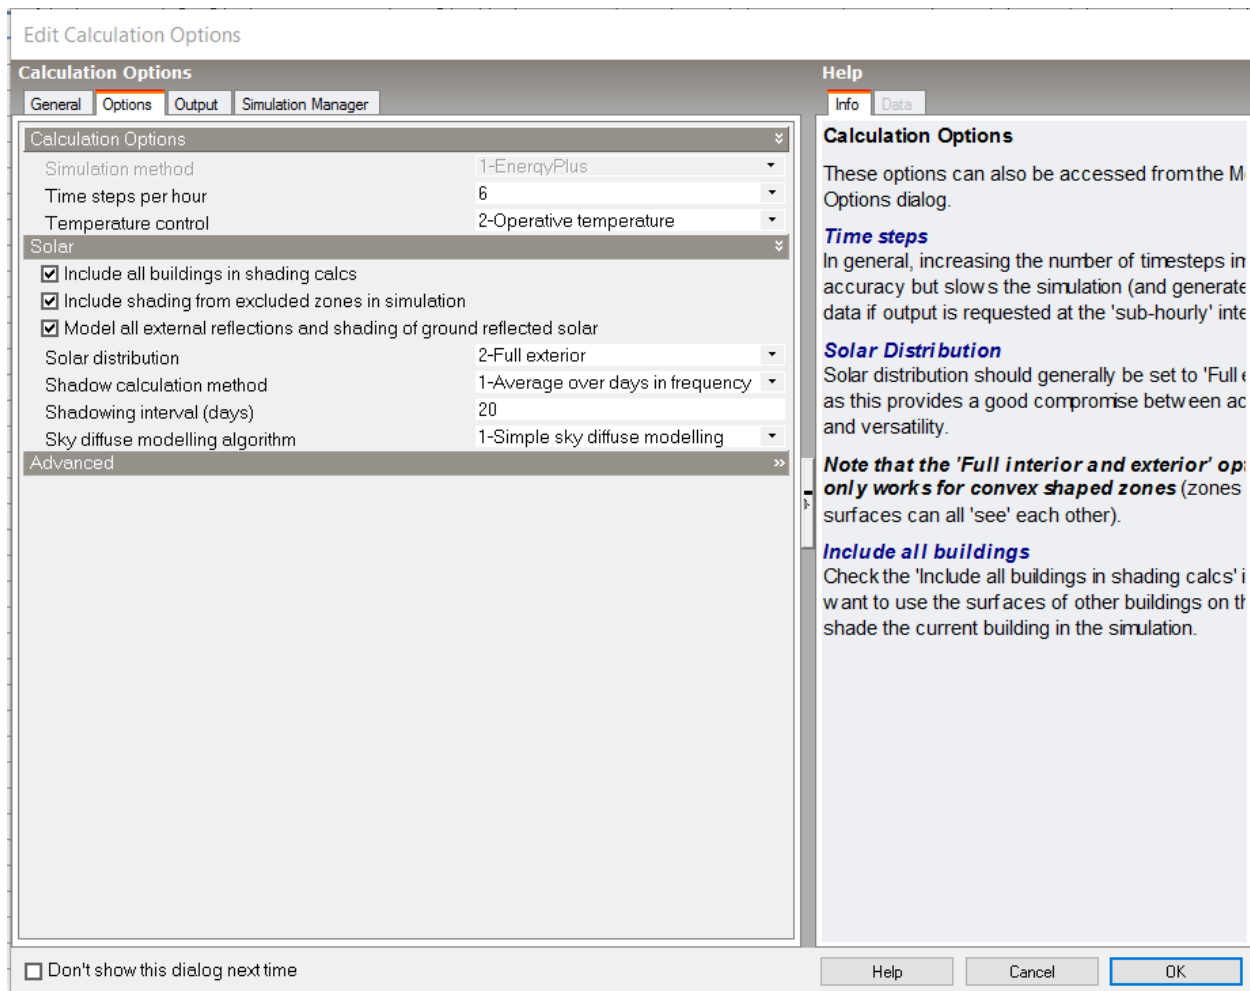 Edit Calculation Options
Calculation Options
General Options Output Simulation Manager
Calculation Options
Simulation method 1-EnergyPlus
Time steps per hour 6
Temperature control 2-Operative temperature
Solar
Include all buildings in shading calcs
Include shading from excluded zones in simulation
Model all external reflections and shading of ground reflected solar
Solar distribution 2-Full exterior
Shadow calculation method 1-Average over days in frequency
Shadowing interval (days) 20
Sky diffuse modelling algorithm 1-Simple sky diffuse modelling
Advanced
Don't show this dialog next time
Help
Info Data
Calculation Options
These options can also be accessed from the M
Options dialog.
Time steps
In general, increasing the number of timesteps im
accuracy but slows the simulation (and generate
data if output is requested at the 'sub-hourly' inte
Solar Distribution
Solar distribution should generally be set to 'Full e
as this provides a good compromise between ac
and versatility.
Note that the 'Full interior and exterior' op
only works for convex shaped zones (zones
surfaces can all 'see' each other).
Include all buildings
Check the 'Include all buildings in shading calcs' i
want to use the surfaces of other buildings on th
shade the current building in the simulation.
Help Cancel OK